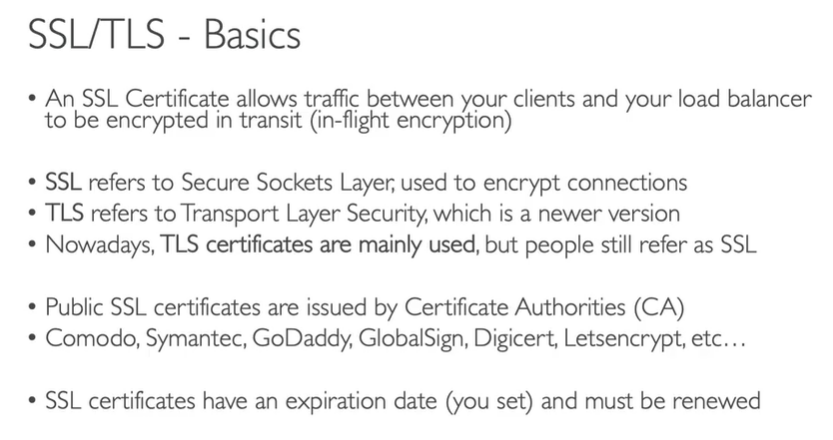 SSL/TLS - Basics
• An SSL Certificate allows traffic between your clients and your load balancer
to be encrypted in transit (in-flight encryption)
• SSL refers to Secure Sockets Layer, used to encrypt connections
• TLS refers to Transport Layer Security, which is a newer version
• Nowadays, TLS certificates are mainly used, but people still refer as SSL
• Public SSL certificates are issued by Certificate Authorities (CA)
• Comodo, Symantec, GoDaddy, GlobalSign, Digicert, Letsencrypt, etc…
• SSL certificates have an expiration date (you set) and must be renewed